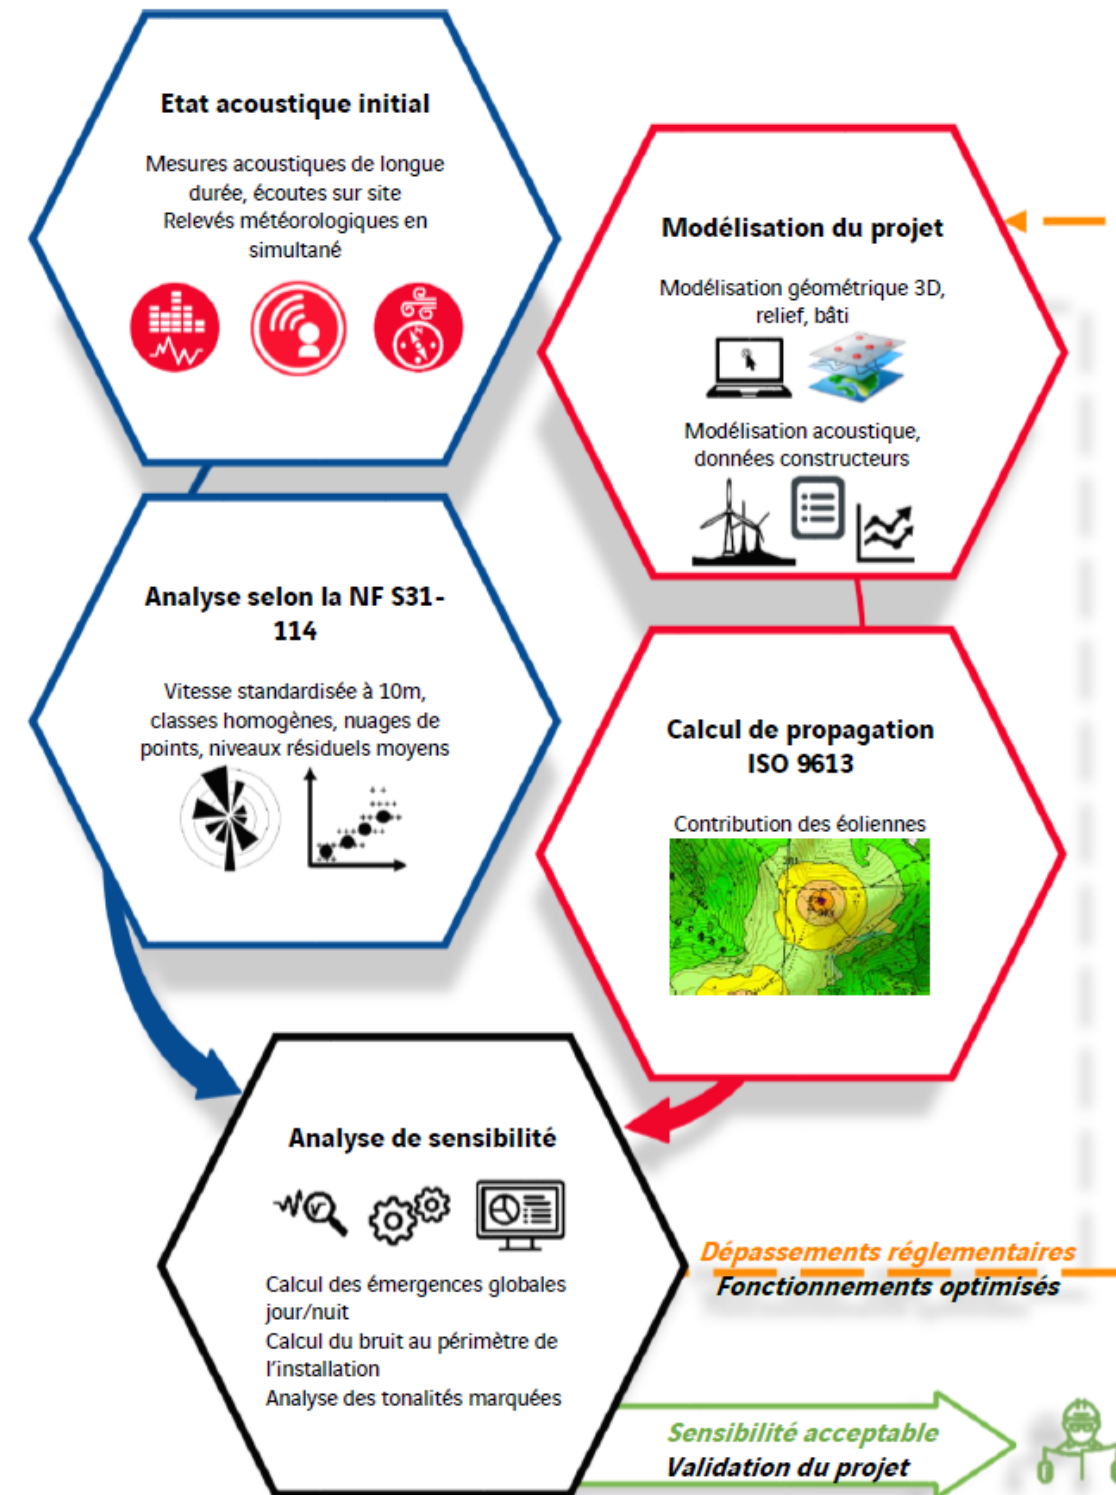 Etat acoustique initial
Mesures acoustiques de longue
durée, écoutes sur site
Relevés météorologiques en
simultané
Modélisation du projet
Modélisation géométrique 3D,
relief, bâti
Modélisation acoustique,
données constructeurs
Analyse selon la NF S31-
114
Vitesse standardisée à 10m,
classes homogènes, nuages de
points, niveaux résiduels moyens
Calcul de propagation
ISO 9613
Contribution des éoliennes
Analyse de sensibilité
Calcul des émergences globales
jour/nuit
Calcul du bruit au périmètre de
l'installation
Analyse des tonalités marquées
Dépassements réglementaires
Fonctionnements optimisés
Sensibilité acceptable
Validation du projet